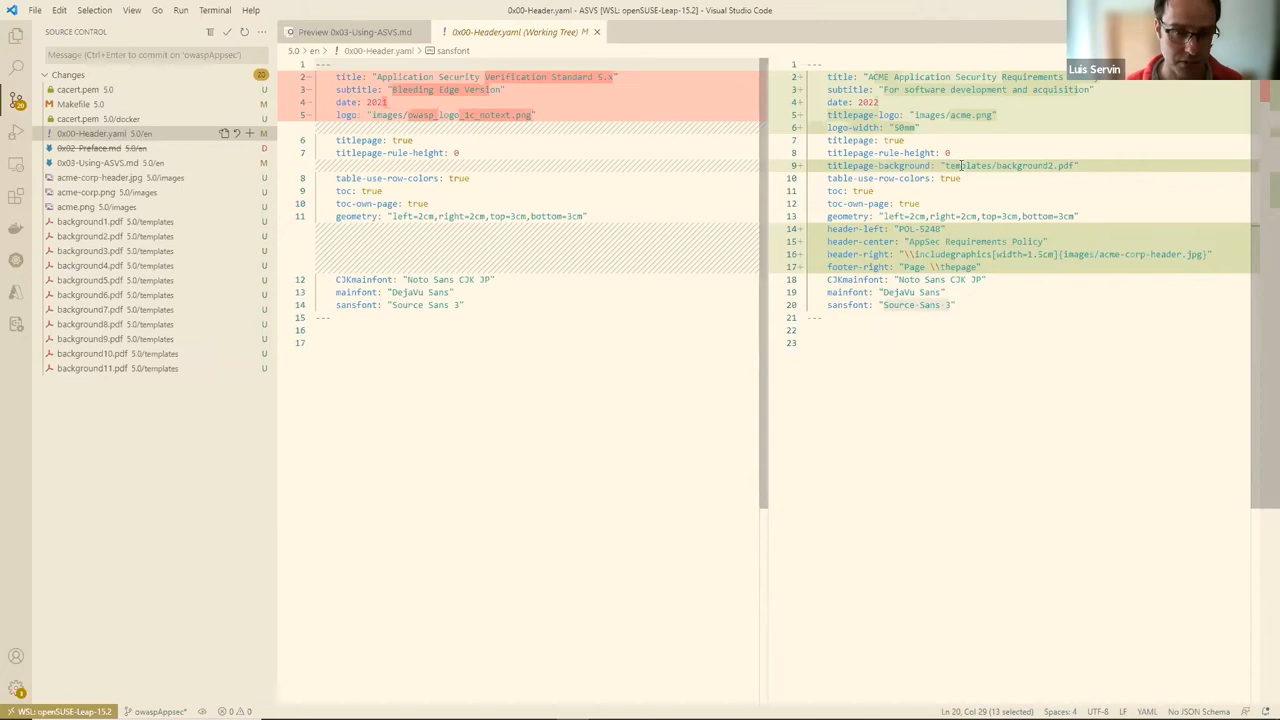 File Edit Selection View Go Run Terminal Help
0x00-Header.yaml - ASVS [WSL: openSUSE-Leap-15.2] - Visual Studio Code
SOURCE CONTROL
Message (Ctrl+Enter to commit on 'owaspAppsec')
Changes 20
cacert.pem 5.0 U
Makefile 5.0 M
cacert.pem 5.0/docker U
0x00-Header.yaml 5.0/en M
0x02-Preface.md 5.0/en D
0x03-Using-ASVS.md 5.0/en M
acme-corp-header.jpg 5.0/images U
acme-corp.png 5.0/images U
acme.png 5.0/images U
background1.pdf 5.0/templates U
background2.pdf 5.0/templates U
background3.pdf 5.0/templates U
background4.pdf 5.0/templates U
background5.pdf 5.0/templates U
background6.pdf 5.0/templates U
background7.pdf 5.0/templates U
background8.pdf 5.0/templates U
background9.pdf 5.0/templates U
background10.pdf 5.0/templates U
background11.pdf 5.0/templates U
Preview 0x03-Using-ASVS.md
0x00-Header.yaml (Working Tree) M
5.0 > en > 0x00-Header.yaml > sansfont
1 ---
2- title: "Application Security Verification Standard 5.x"
3- subtitle: "Bleeding Edge Version"
4- date: 2021
5- logo: "images/owasp_logo_1c_notext.png"
6 titlepage: true
7 titlepage-rule-height: 0
8 table-use-row-colors: true
9 toc: true
10 toc-own-page: true
11 geometry: "left=2cm,right=2cm,top=3cm,bottom=3cm"
12 CJKmainfont: "Noto Sans CJK JP"
13 mainfont: "DejaVu Sans"
14 sansfont: "Source Sans 3"
15 ---
16
17
1 ---
2+ title: "ACME Application Security Requirements
3+ subtitle: "For software development and acquisition"
4+ date: 2022
5+ titlepage-logo: "images/acme.png"
6+ logo-width: "50mm"
7 titlepage: true
8 titlepage-rule-height: 0
9+ titlepage-background: "templates/background2.pdf"
10 table-use-row-colors: true
11 toc: true
12 toc-own-page: true
13 geometry: "left=2cm,right=2cm,top=3cm,bottom=3cm"
14+ header-left: "POL-5248"
15+ header-center: "AppSec Requirements Policy"
16+ header-right: "\\includegraphics[width=1.5cm]{images/acme-corp-header.jpg}"
17+ footer-right: "Page \\thepage"
18 CJKmainfont: "Noto Sans CJK JP"
19 mainfont: "DejaVu Sans"
20 sansfont: "Source Sans 3"
21 ---
22
23
Luis Servin
WSL: openSUSE-Leap-15.2 owaspAppsec* 0 0
Ln 20, Col 29 (13 selected) Spaces: 4 UTF-8 LF YAML No JSON Schema